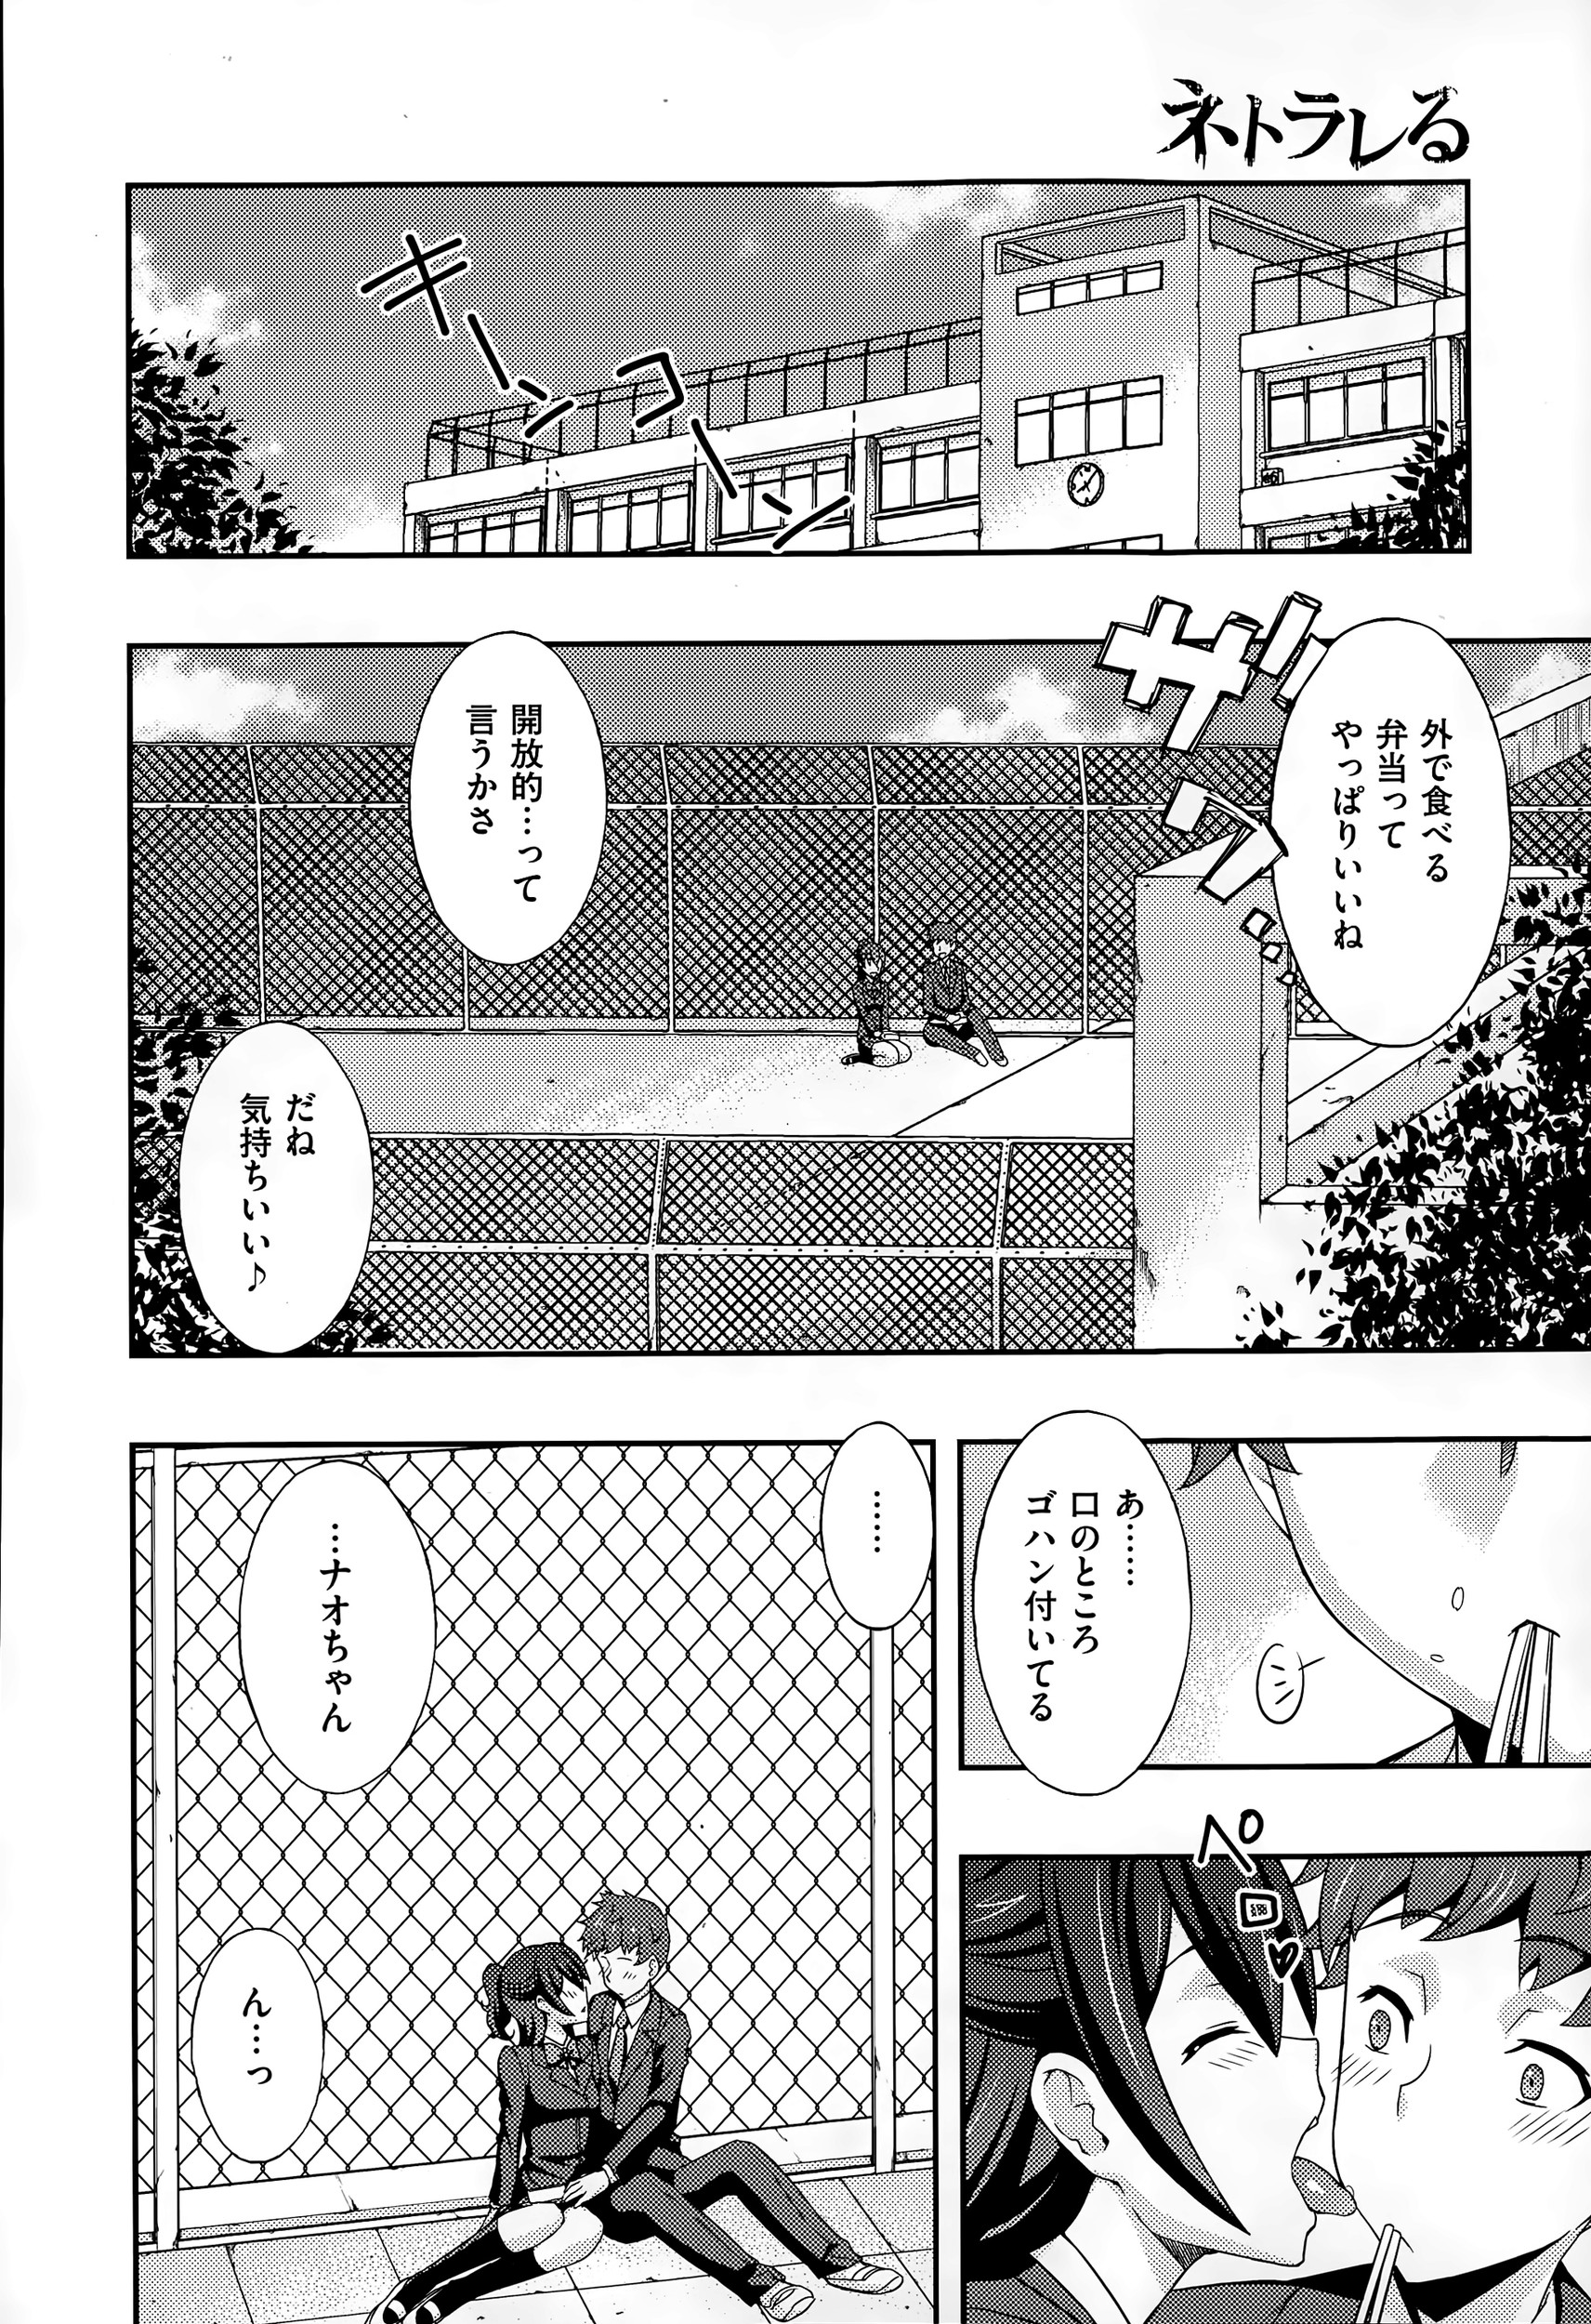 ネトラレる
キーンコーン
ザワ…
外で食べる
弁当って
やっぱりいいね
開放的…って
言うかさ
だね
気持ちいい♪
あ……
口のところ
ゴハン付いてる
ペロ♡
……
…ナオちゃん
ん…っ